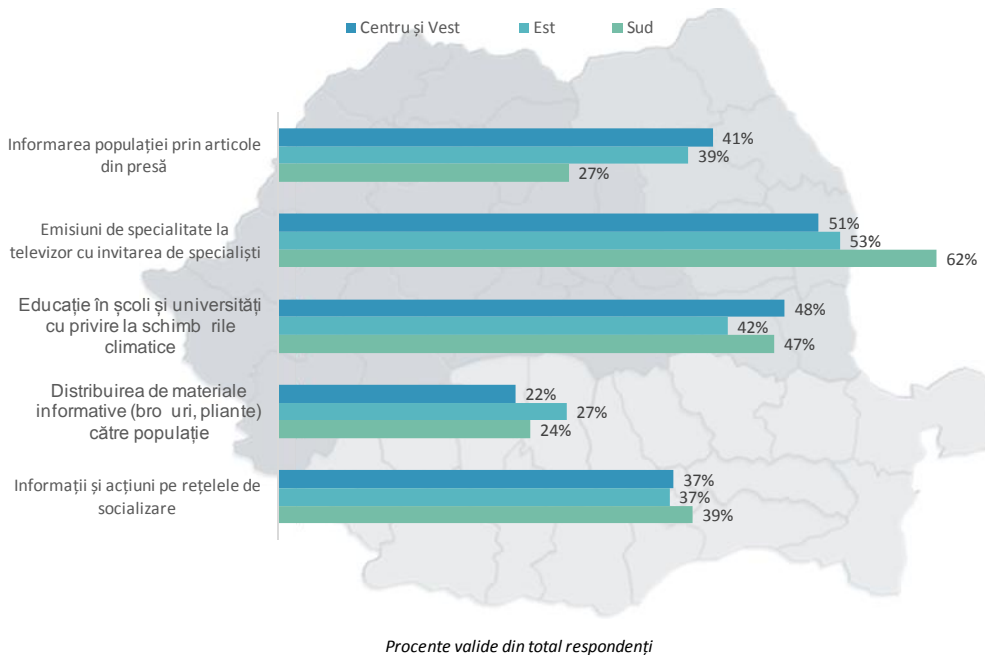 Centru și Vest Est Sud
Informarea populației prin articole
din presă
41%
39%
27%
Emisiuni de specialitate la
televizor cu invitarea de specialiști
51%
53%
62%
Educație în școli și universități
cu privire la schimb rile
climatice
48%
42%
47%
Distribuirea de materiale
informative (bro uri, pliante)
către populație
22%
27%
24%
Informații și acțiuni pe rețelele de
socializare
37%
37%
39%
Procente valide din total respondenți